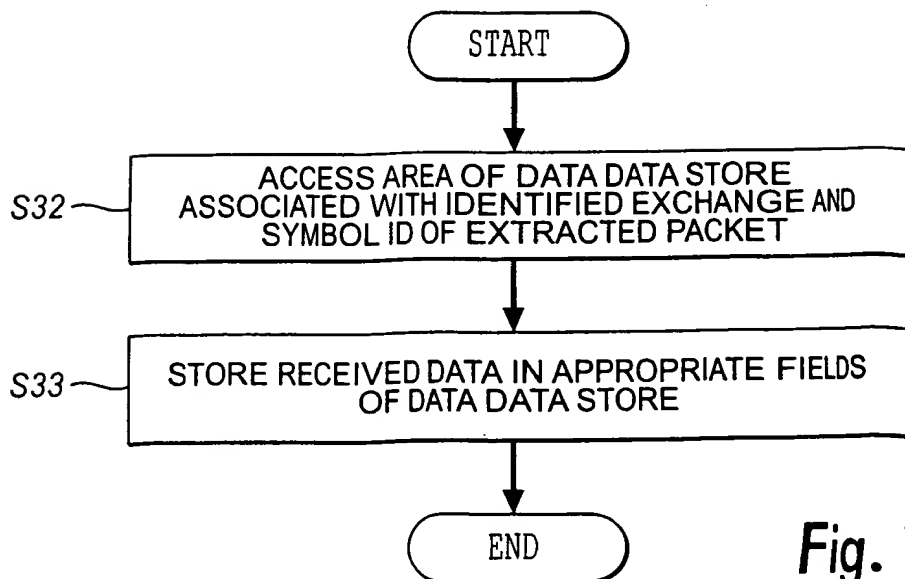 START
S32
ACCESS AREA OF DATA DATA STORE
ASSOCIATED WITH IDENTIFIED EXCHANGE AND
SYMBOL ID OF EXTRACTED PACKET
S33
STORE RECEIVED DATA IN APPROPRIATE FIELDS
OF DATA DATA STORE
END
Fig.